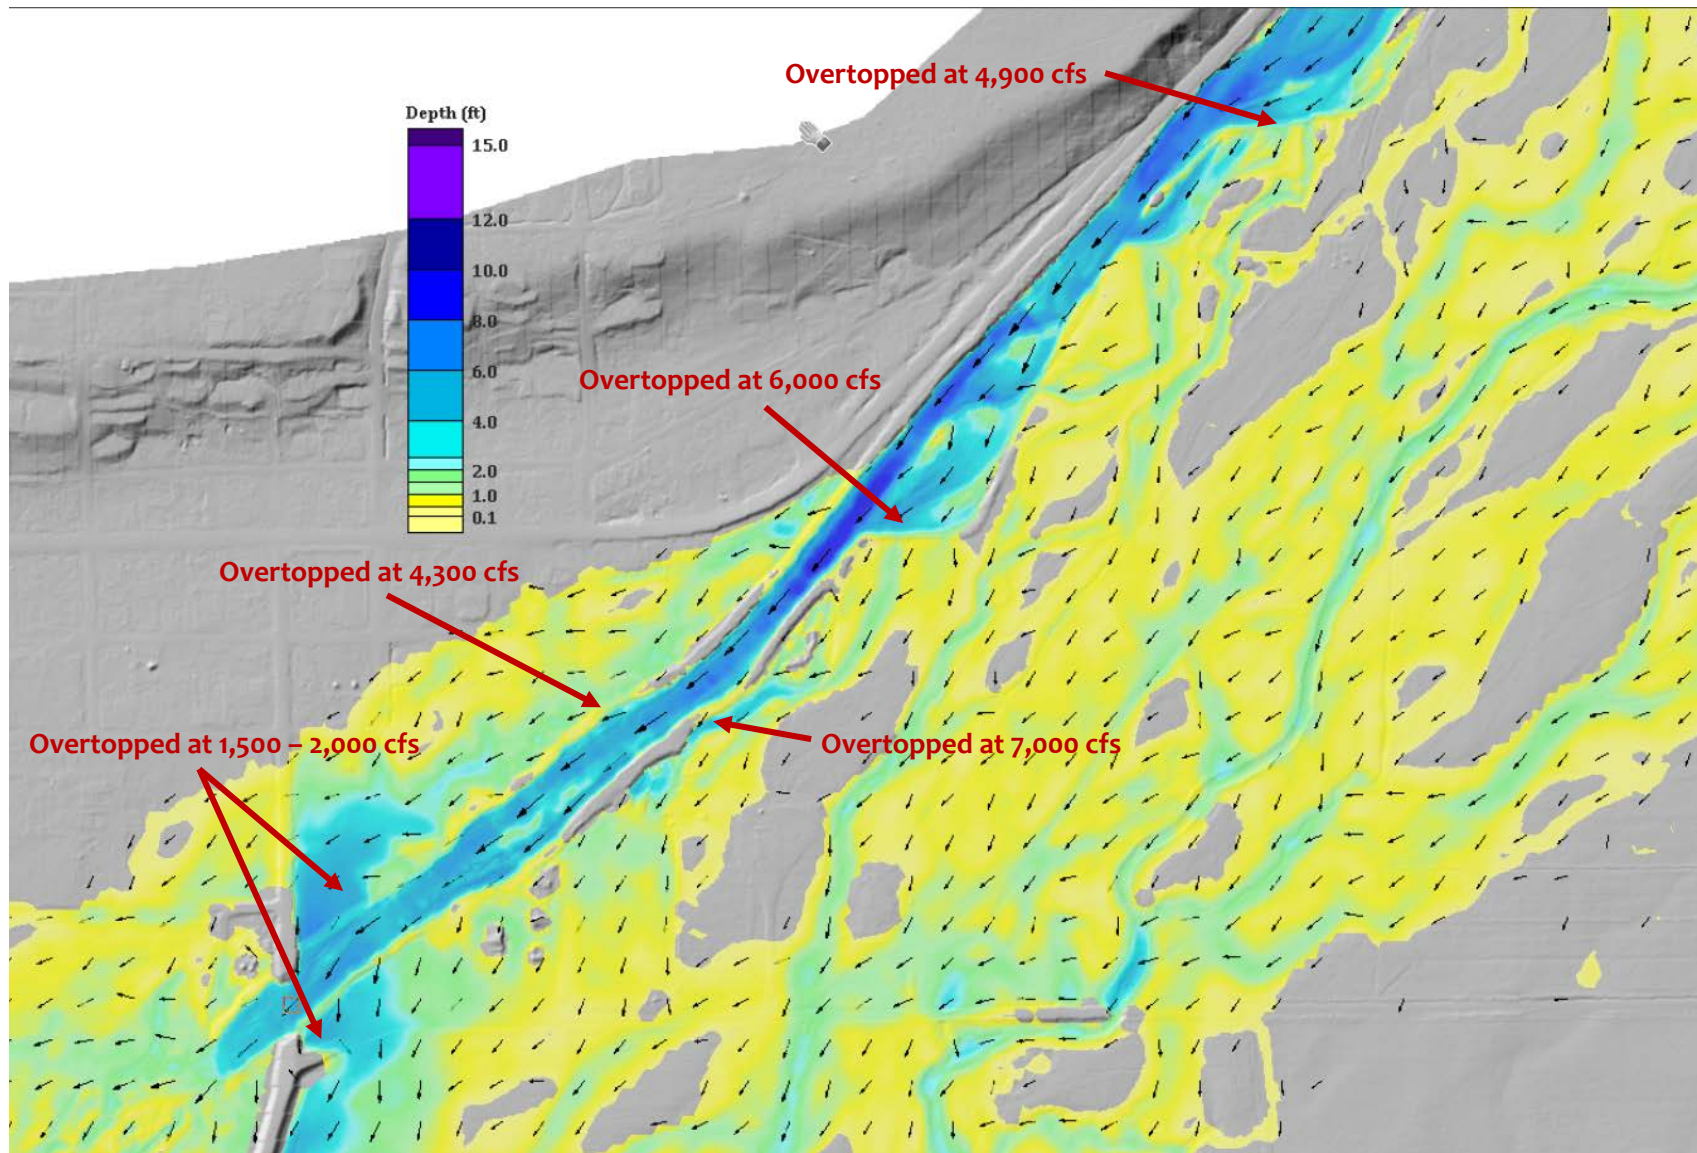 Overtopped at 4,900 cfs
Depth (ft)
15.0
12.0
10.0
8.0
6.0
4.0
2.0
1.0
0.1
Overtopped at 6,000 cfs
Overtopped at 4,300 cfs
Overtopped at 1,500 – 2,000 cfs
Overtopped at 7,000 cfs